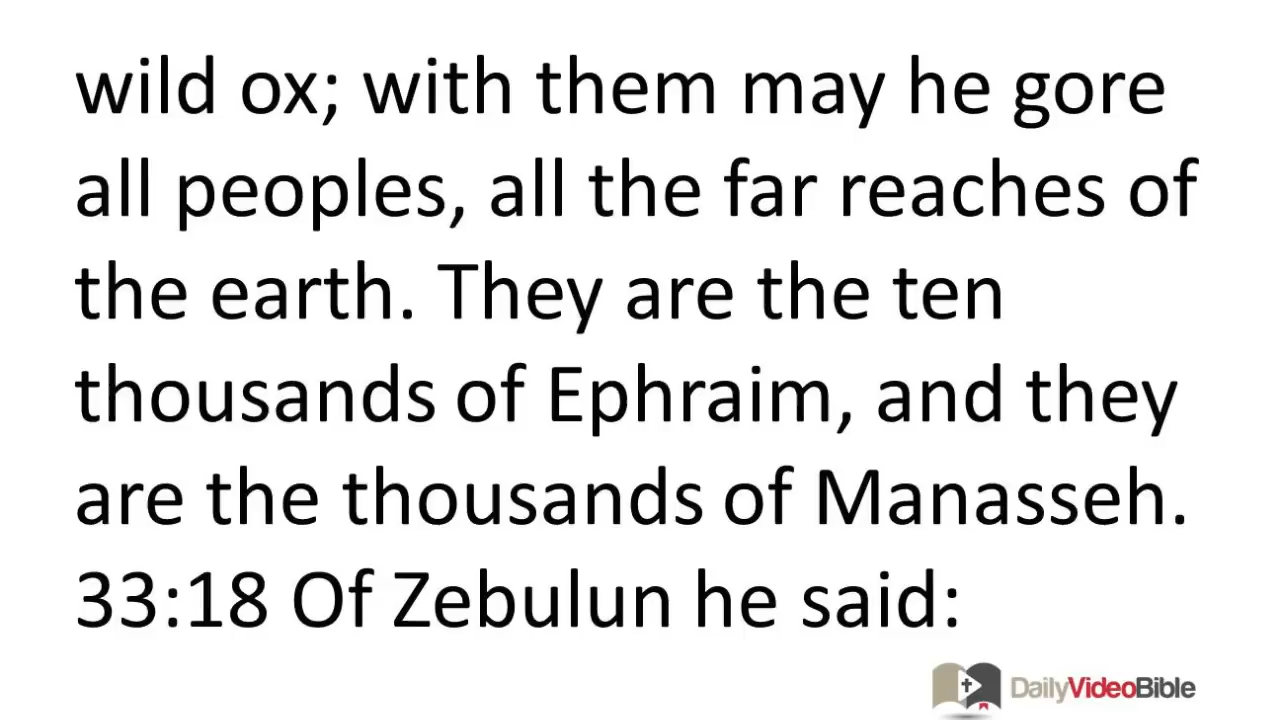 wild ox; with them may he gore
all peoples, all the far reaches of
the earth. They are the ten
thousands of Ephraim, and they
are the thousands of Manasseh.
33:18 Of Zebulun he said:
DailyVideoBible